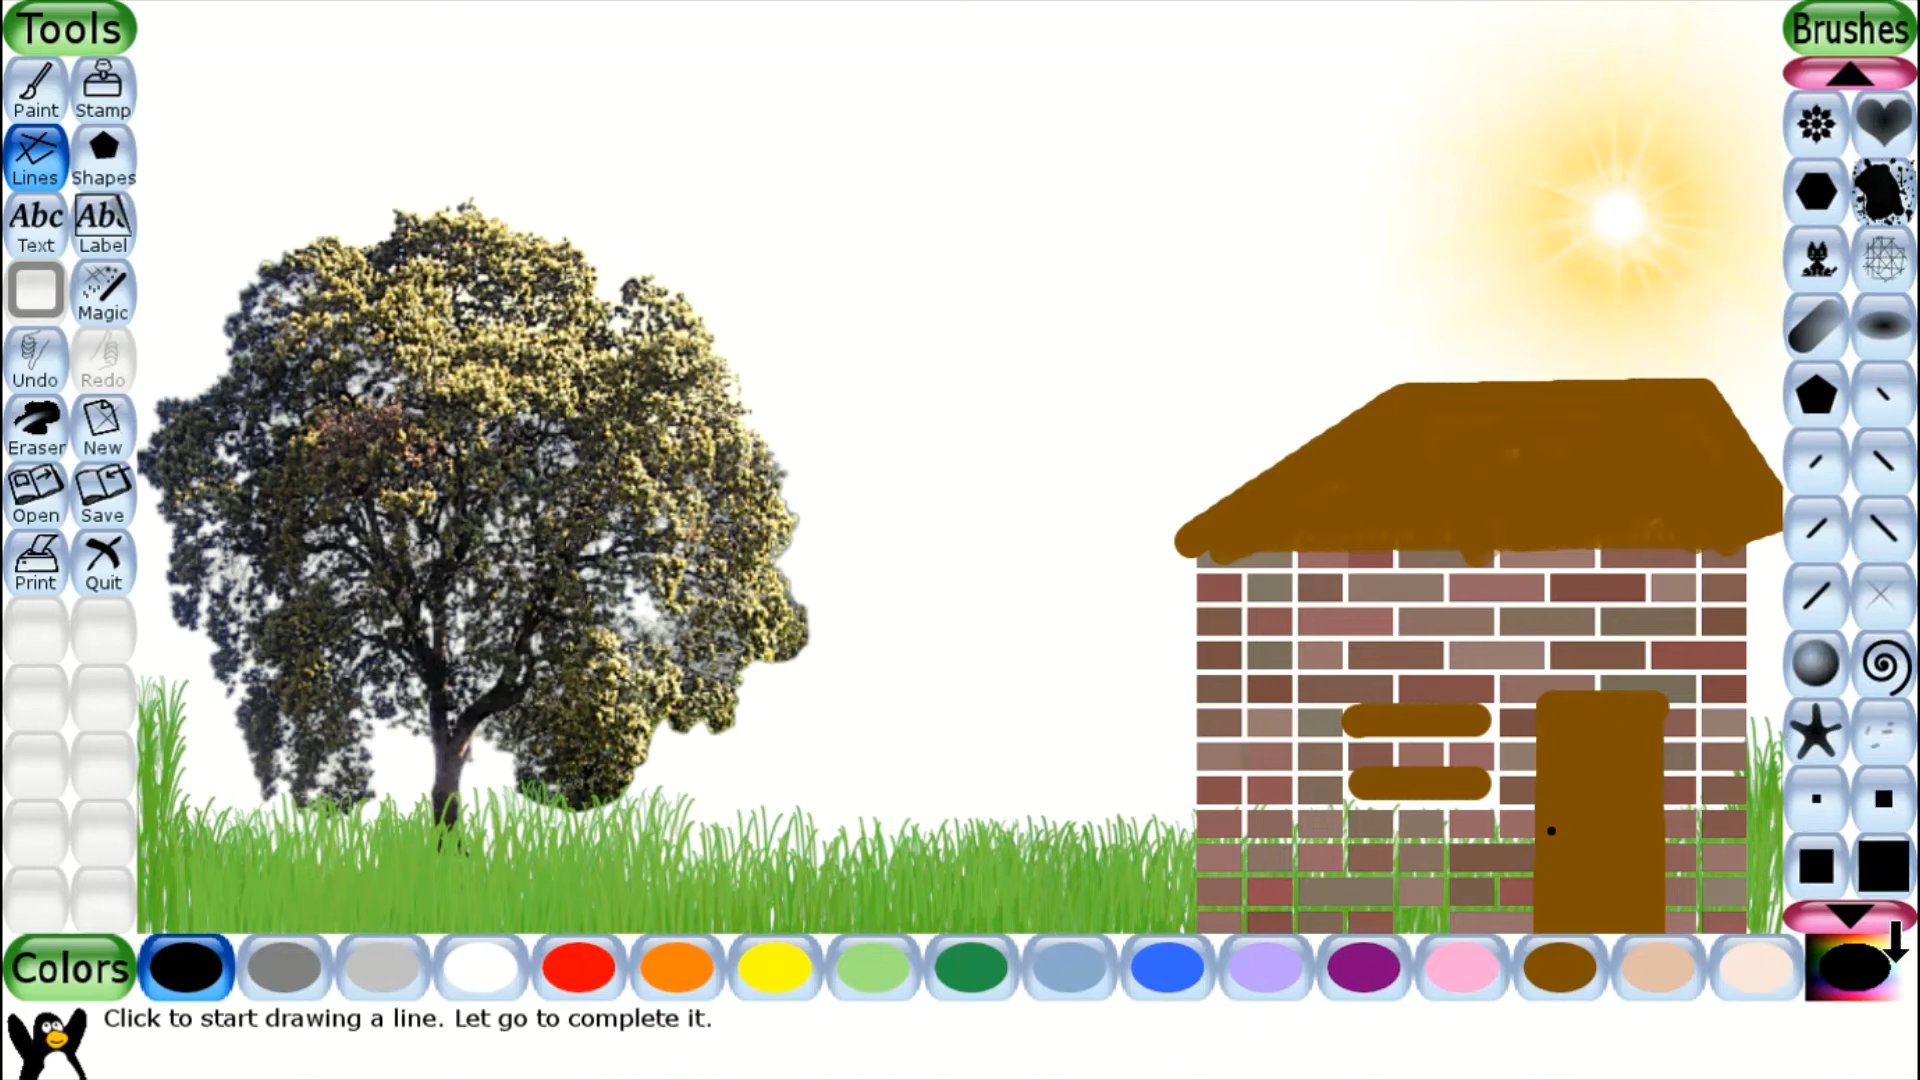 Tools
Brushes
Paint
Stamp
Lines
Shapes
Abc
Abc
Text
Label
Magic
Undo
Redo
Eraser
New
Open
Save
Print
Quit
Colors
Click to start drawing a line. Let go to complete it.